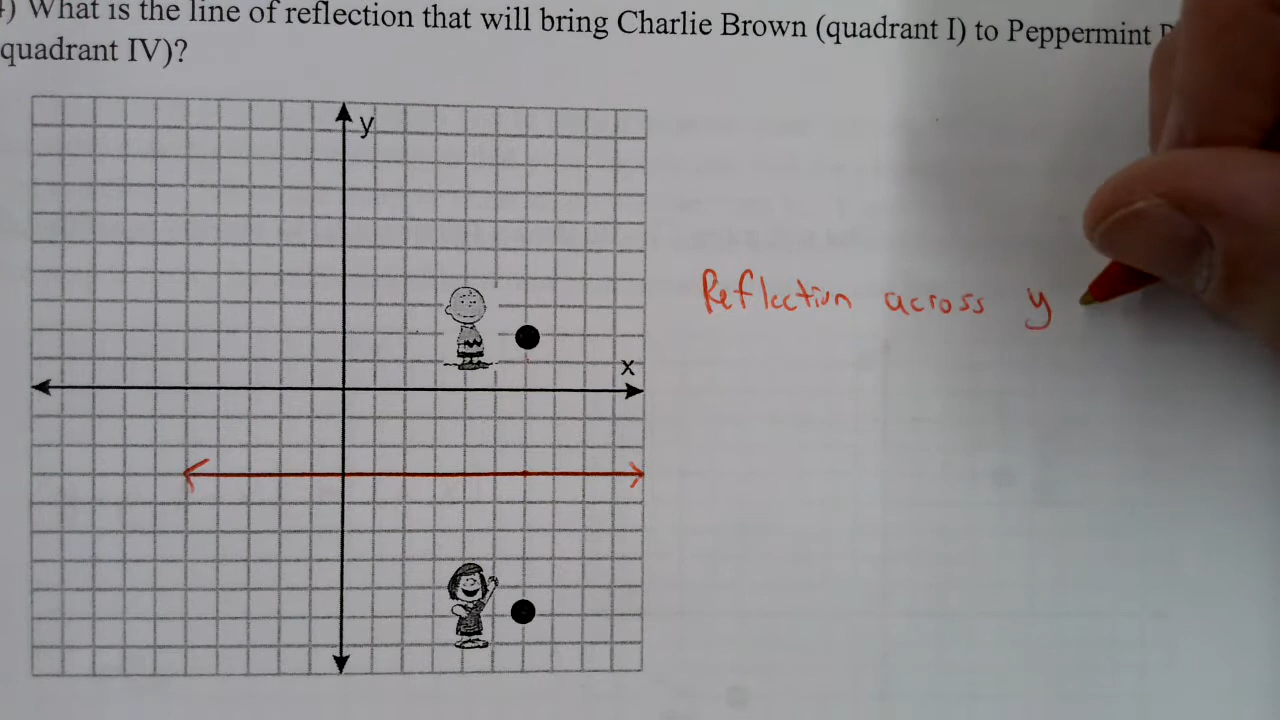 ) What is the line of reflection that will bring Charlie Brown (quadrant I) to Peppermint
quadrant IV)?
y
Reflection across y
x